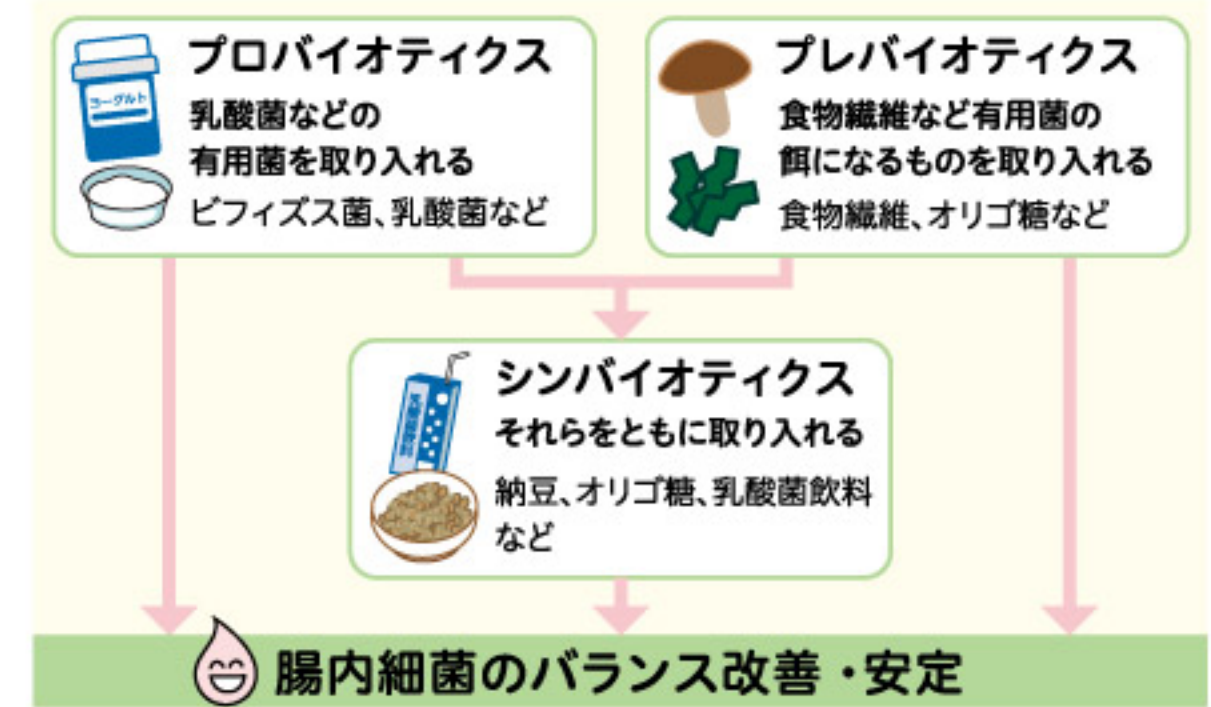 プロバイオティクス
ヨーグルト
乳酸菌などの
有用菌を取り入れる
ビフィズス菌、乳酸菌など
プレバイオティクス
食物繊維など有用菌の
餌になるものを取り入れる
食物繊維、オリゴ糖など
シンバイオティクス
それらをともに取り入れる
納豆、オリゴ糖、乳酸菌飲料
など
腸内細菌のバランス改善・安定